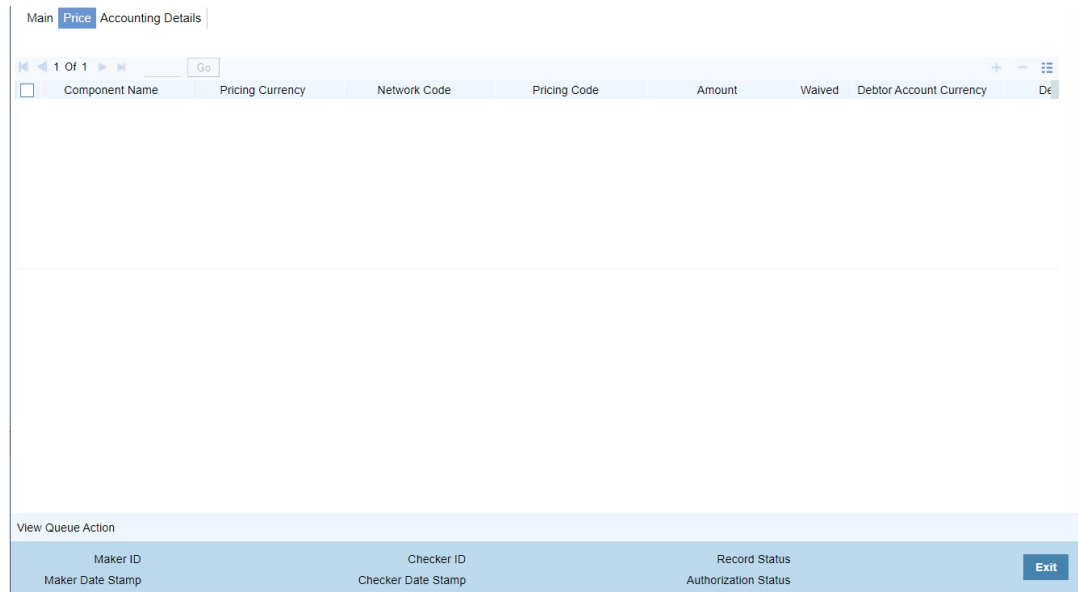 Main Price Accounting Details
1 Of 1 Go
Component Name Pricing Currency Network Code Pricing Code Amount Waived Debtor Account Currency De
View Queue Action
Maker ID Checker ID Record Status
Exit
Maker Date Stamp Checker Date Stamp Authorization Status